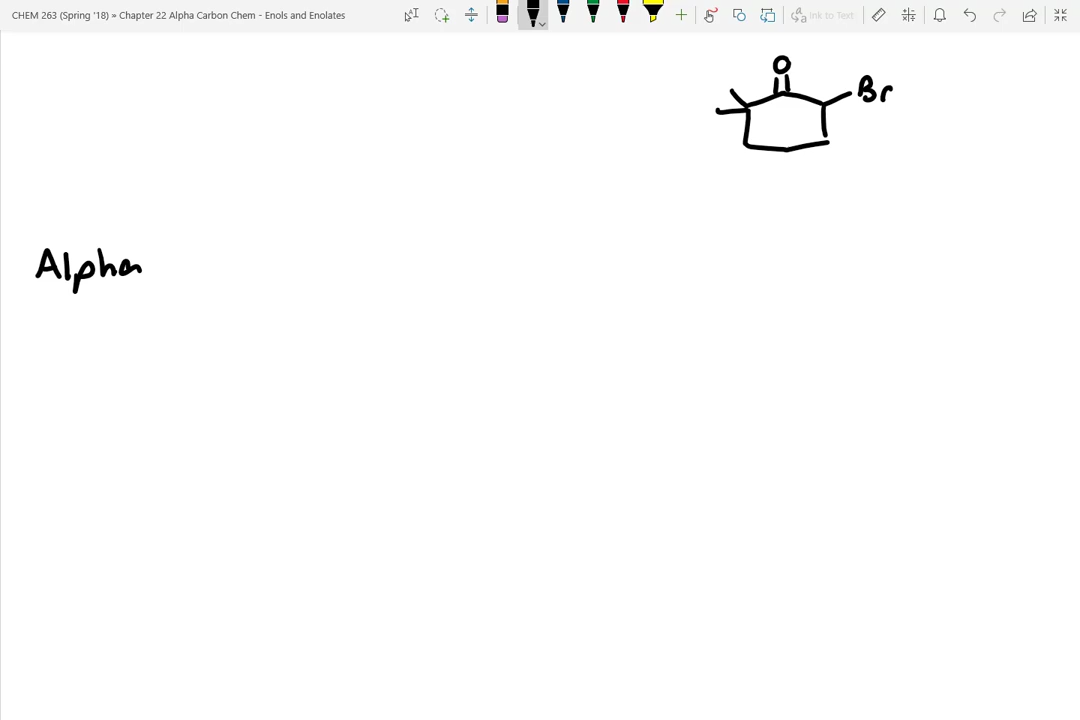 CHEM 263 (Spring '18) » Chapter 22 Alpha Carbon Chem - Enols and Enolates
Ink to Text
O
Br
Alpha